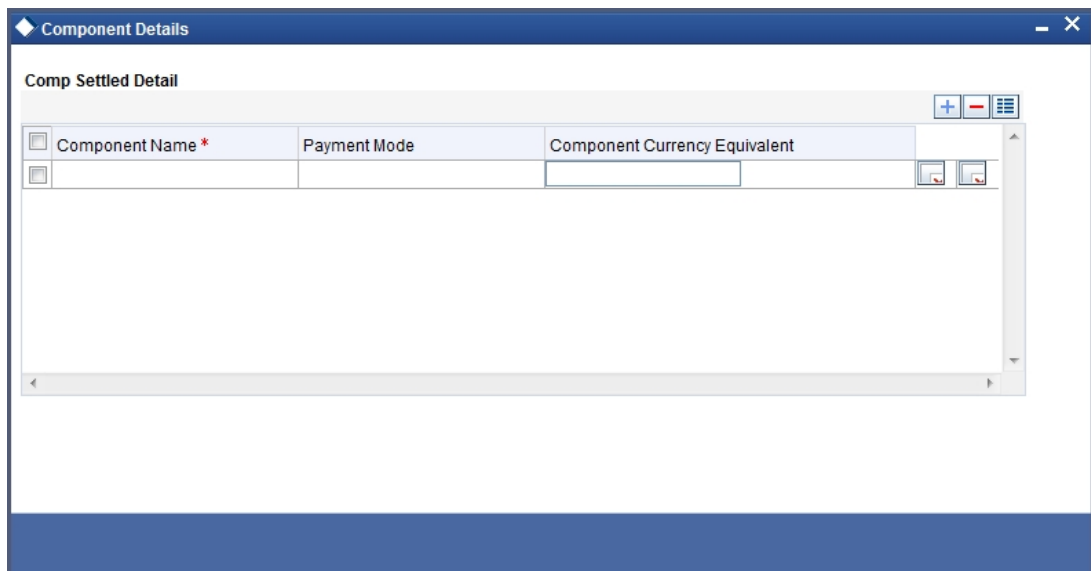 Component Details
Comp Settled Detail
Component Name * Payment Mode Component Currency Equivalent